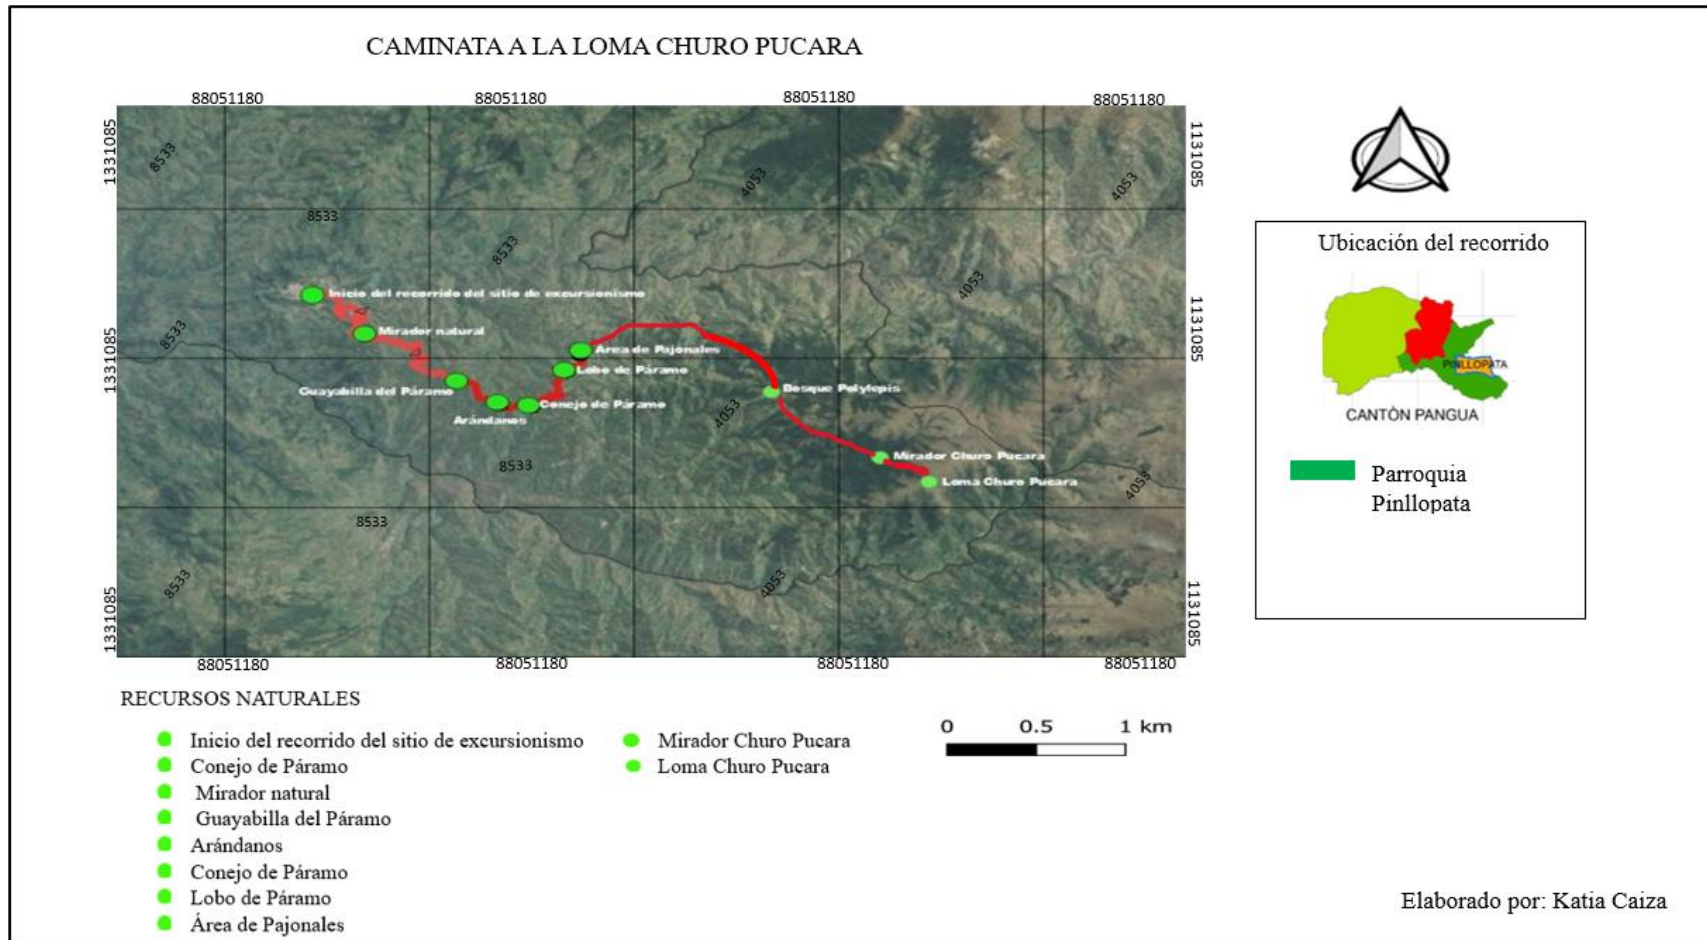 CAMINATA A LA LOMA CHURO PUCARA
88051180 88051180 88051180 88051180
1331085
1131085
8533
4053
4053
8533
8533
4053
Inicio del recorrido del sitio de excursionismo
Mirador natural
8533
1331085
1131085
Área de Pajonales
Lobo de Páramo
Guayabilla del Páramo
Bosque Polylepis
Conejo de Páramo
Arándanos
4053
Mirador Churo Pucara
8533
Loma Churo Pucara
4053
8533
8533
4053
1331085
1131085
88051180 88051180 88051180 88051180
Ubicación del recorrido
PINLLOPATA
CANTÒN PANGUA
Parroquia
Pinllopata
RECURSOS NATURALES
Inicio del recorrido del sitio de excursionismo
Conejo de Páramo
Mirador natural
Guayabilla del Páramo
Arándanos
Conejo de Páramo
Lobo de Páramo
Área de Pajonales
Mirador Churo Pucara
Loma Churo Pucara
0 0.5 1 km
Elaborado por: Katia Caiza